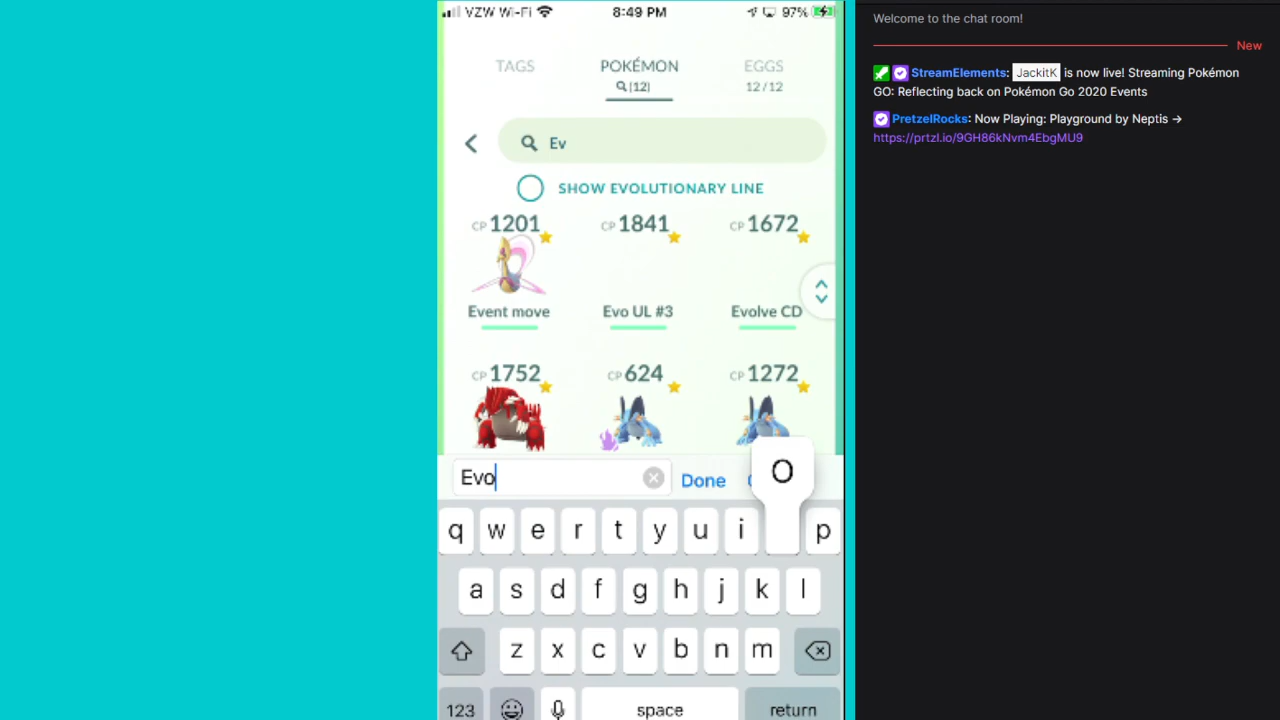 VZW Wi-Fi 8:49 PM 97%
TAGS POKÉMON EGGS
(12) 12/12
Ev
SHOW EVOLUTIONARY LINE
CP 1201 CP 1841 CP 1672
Event move Evo UL #3 Evolve CD
CP 1752 CP 624 CP 1272
Evo Done
O
q w e r t y u i p
a s d f g h j k l
z x c v b n m
123 space return
Welcome to the chat room!
New
StreamElements: JackitK is now live! Streaming Pokémon
GO: Reflecting back on Pokémon Go 2020 Events
PretzelRocks: Now Playing: Playground by Neptis →
https://prtzl.io/9GH86kNvm4EbgMU9